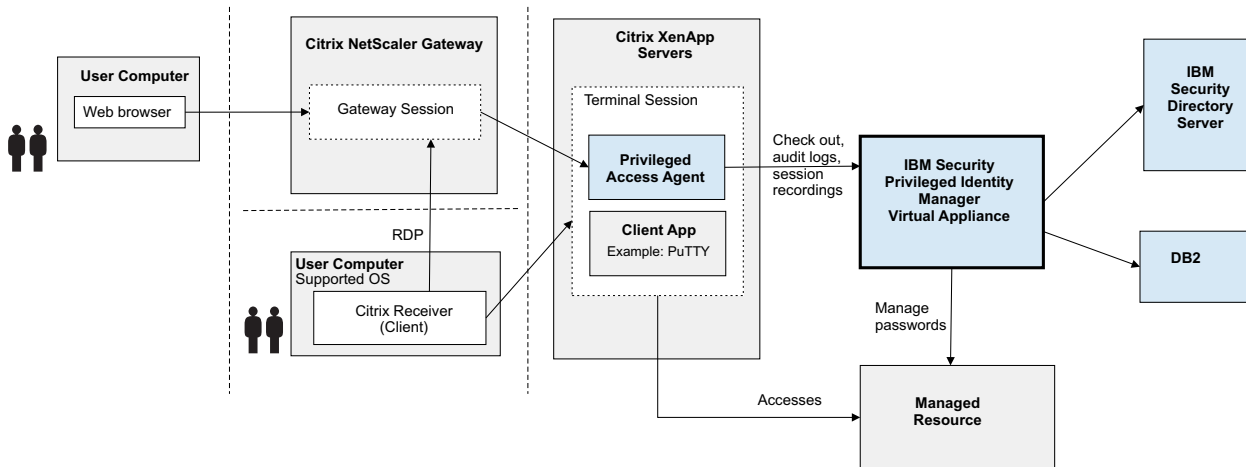 User Computer
Web browser
Citrix NetScaler Gateway
Gateway Session
RDP
User Computer
Supported OS
Citrix Receiver
(Client)
Citrix XenApp
Servers
Terminal Session
Privileged
Access Agent
Client App
Example: PuTTY
Check out,
audit logs,
session
recordings
IBM Security
Privileged Identity
Manager
Virtual Appliance
IBM
Security
Directory
Server
DB2
Manage
passwords
Accesses
Managed
Resource